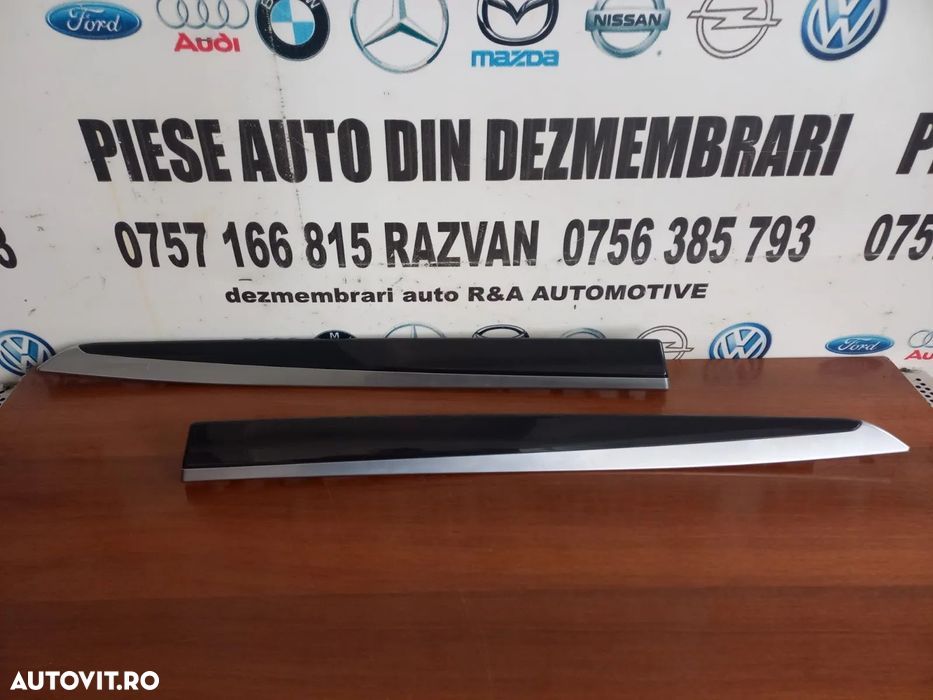 Ford
Audi
mazda
NISSAN
PIESE AUTO DIN DEZMEMBRARI
0757 166 815 RAZVAN 0756 385 793
dezmembrari auto R&A AUTOMOTIVE
Ford
Audi
AUTOVIT.RO